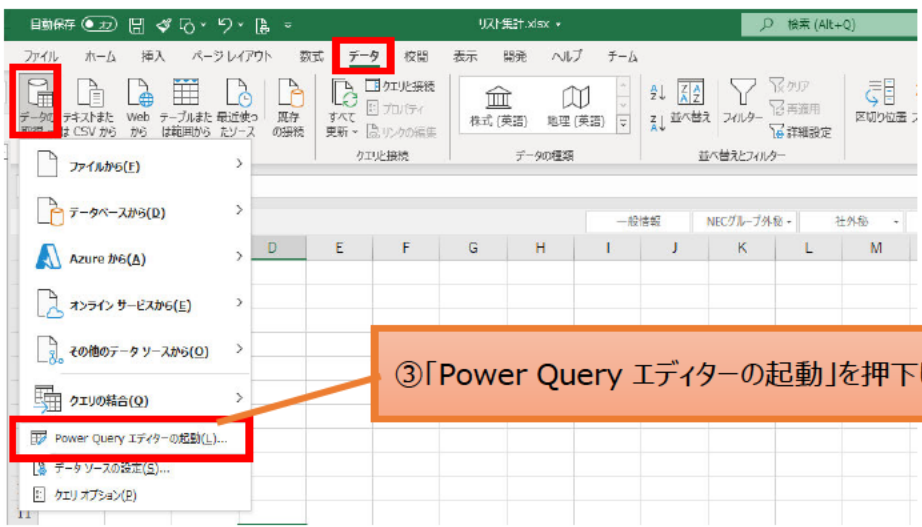 自動保存 オフ リスト集計.xlsx 検索 (Alt+Q)
ファイル ホーム 挿入 ページ レイアウト 数式 データ 校閲 表示 開発 ヘルプ チーム
データの テキストまた Web テーブルまた 最近使っ 既存 すべて クエリと接続 株式 (英語) 地理 (英語) 並べ替え フィルター クリア 区切り位置
取得 は CSV から から は範囲から たソース の接続 更新 プロパティ 再適用
リンクの編集 詳細設定
クエリと接続 データの種類 並べ替えとフィルター
ファイルから(F)
データベースから(D)
一般情報 NECグループ外秘 社外秘
D E F G H I J K L M
Azure から(A)
オンライン サービスから(E)
その他のデータ ソースから(O)
③「Power Query エディターの起動」を押下
クエリの結合(Q)
Power Query エディターの起動(L)...
データ ソースの設定(S)...
クエリ オプション(P)
11